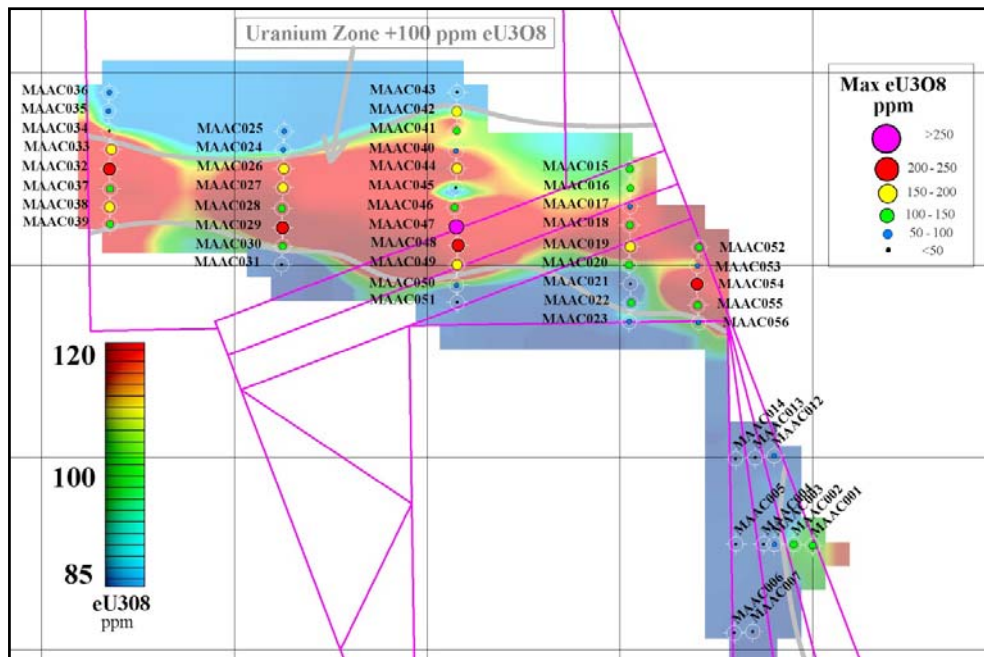 Uranium Zone +100 ppm eU3O8
MAAC036
MAAC035
MAAC034
MAAC033
MAAC032
MAAC037
MAAC038
MAAC039
MAAC025
MAAC024
MAAC026
MAAC027
MAAC028
MAAC029
MAAC030
MAAC031
MAAC043
MAAC042
MAAC041
MAAC040
MAAC044
MAAC045
MAAC046
MAAC047
MAAC048
MAAC049
MAAC050
MAAC051
MAAC015
MAAC016
MAAC017
MAAC018
MAAC019
MAAC020
MAAC021
MAAC022
MAAC023
MAAC052
MAAC053
MAAC054
MAAC055
MAAC056
Max eU3O8
ppm
>250
200 - 250
150 - 200
100 - 150
50 - 100
<50
120
100
85
eU308
ppm
MAAC014
MAAC013
MAAC012
MAAC005
MAAC004
MAAC003
MAAC002
MAAC001
MAAC006
MAAC007